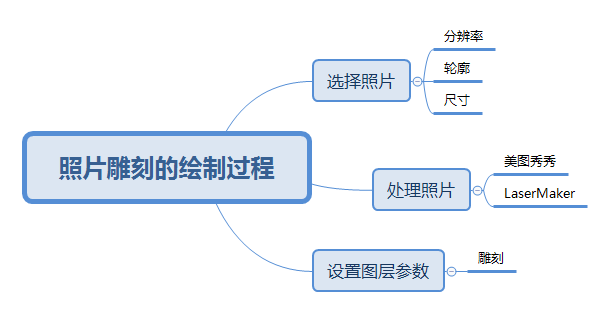 照片雕刻的绘制过程
选择照片
分辨率
轮廓
尺寸
处理照片
美图秀秀
LaserMaker
设置图层参数
雕刻